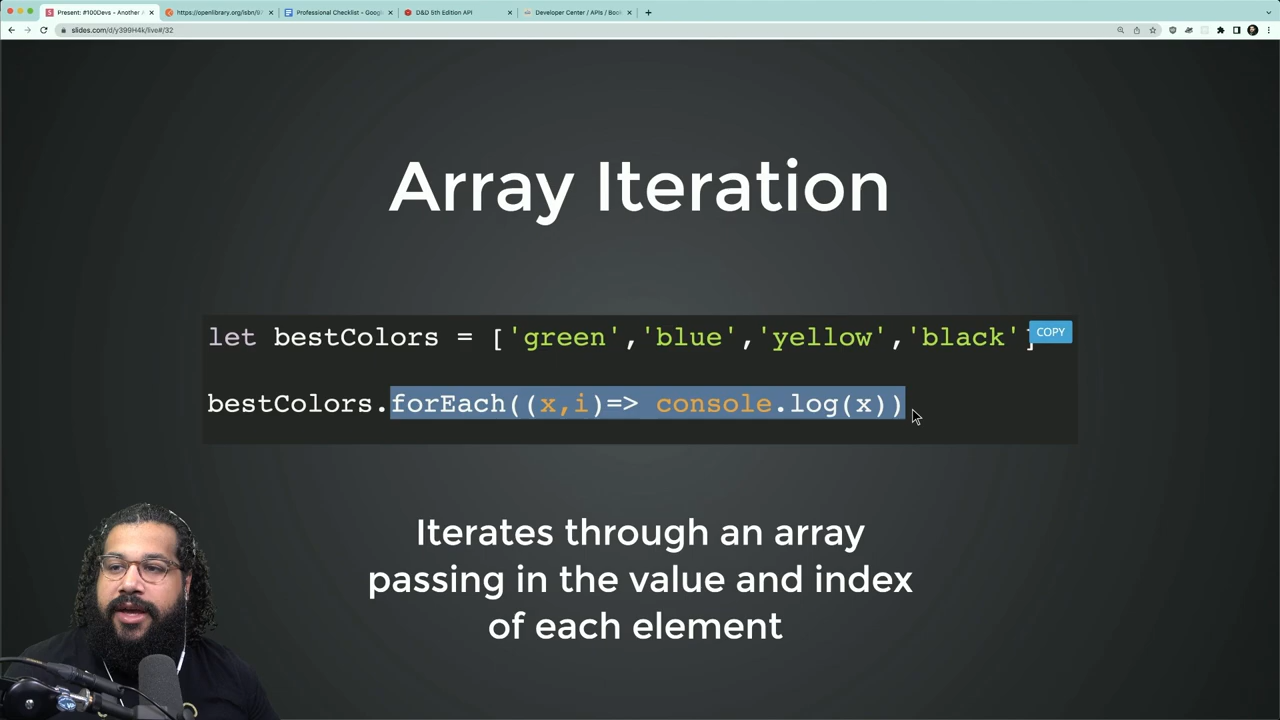 Present: #100Devs - Another
https://openlibrary.org/isbn/97
Professional Checklist - Goog
D&D 5th Edition API
Developer Center / APIs / Boo
slides.com/d/y399H4k/live#/32
Array Iteration
let bestColors = ['green','blue','yellow','black']
COPY
bestColors.forEach((x,i)=> console.log(x))
Iterates through an array
passing in the value and index
of each element